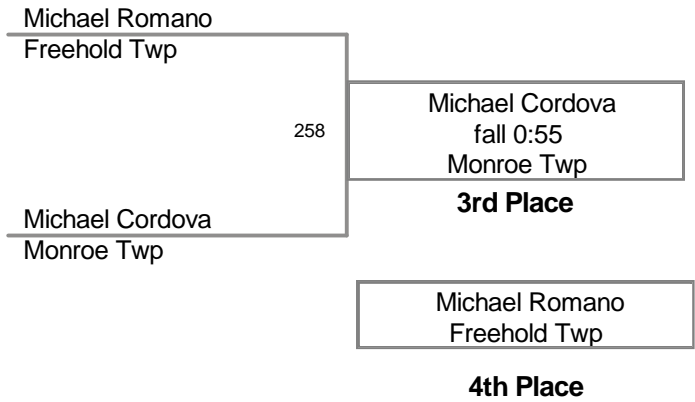 Michael Romano
Freehold Twp
258
Michael Cordova
fall 0:55
Monroe Twp
3rd Place
Michael Cordova
Monroe Twp
Michael Romano
Freehold Twp
4th Place